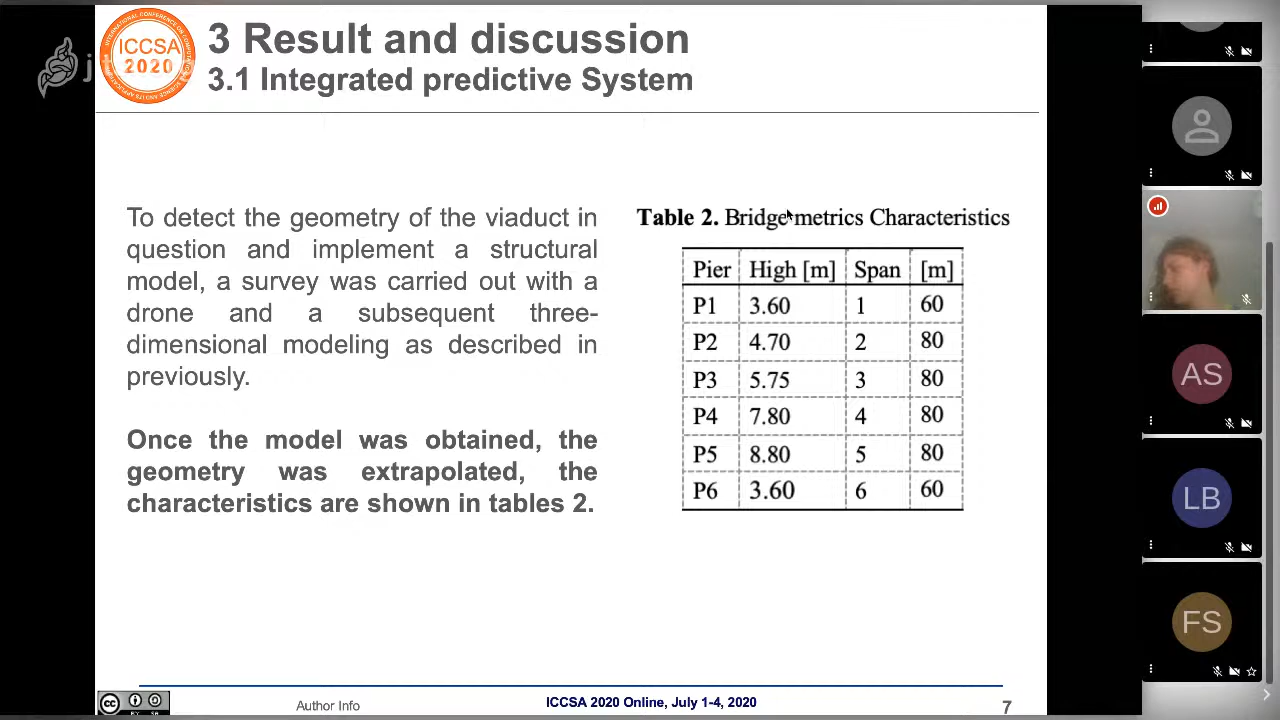 ICCSA
2020
3 Result and discussion
3.1 Integrated predictive System
To detect the geometry of the viaduct in
question and implement a structural
model, a survey was carried out with a
drone and a subsequent three-
dimensional modeling as described in
previously.
Once the model was obtained, the
geometry was extrapolated, the
characteristics are shown in tables 2.
Table 2. Bridge metrics Characteristics
Pier High [m] Span [m]
P1 3.60 1 60
P2 4.70 2 80
P3 5.75 3 80
P4 7.80 4 80
P5 8.80 5 80
P6 3.60 6 60
AS
LB
FS
cc
Author Info
ICCSA 2020 Online, July 1-4, 2020
7